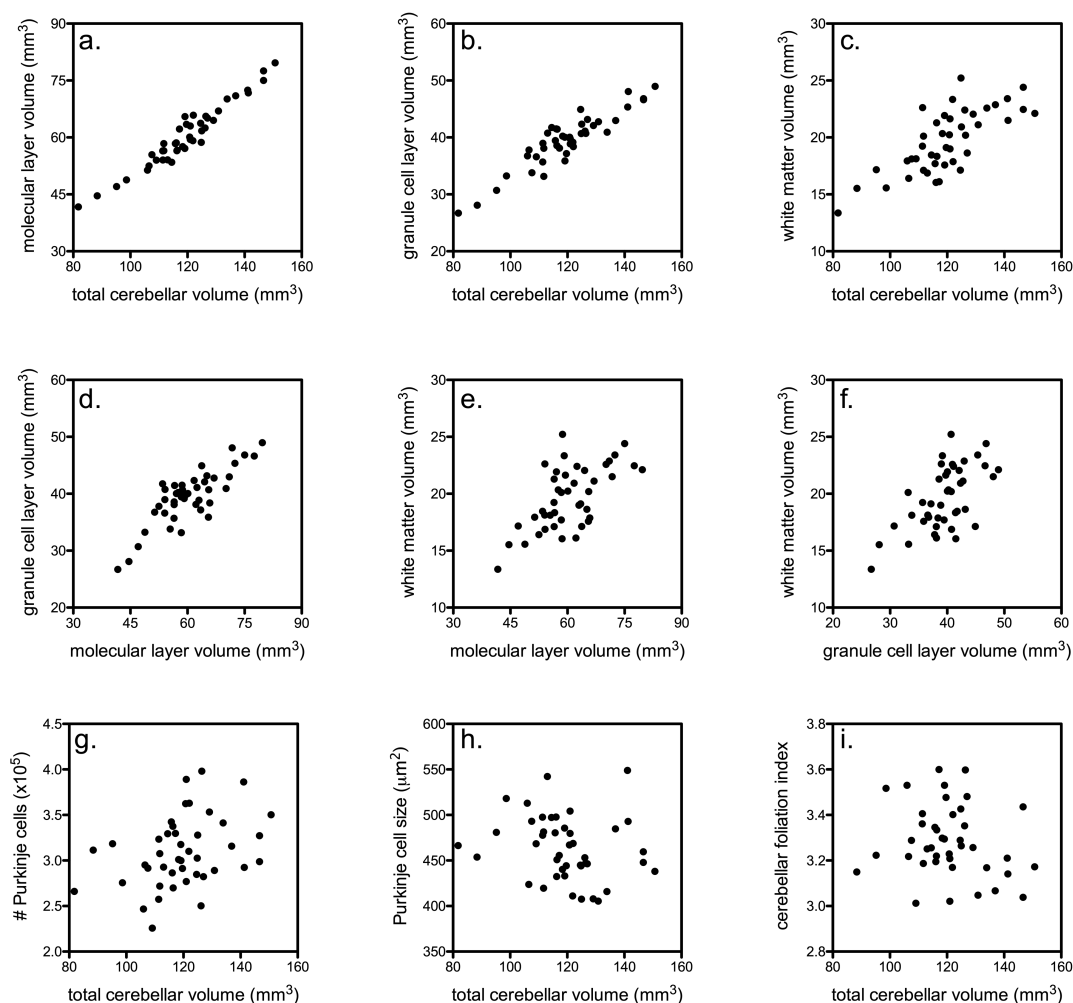 a.
molecular layer volume (mm³)
90
75
60
45
30
80 100 120 140 160
total cerebellar volume (mm³)
b.
granule cell layer volume (mm³)
60
50
40
30
20
80 100 120 140 160
total cerebellar volume (mm³)
c.
white matter volume (mm³)
30
25
20
15
10
80 100 120 140 160
total cerebellar volume (mm³)
d.
granule cell layer volume (mm³)
60
50
40
30
20
30 45 60 75 90
molecular layer volume (mm³)
e.
white matter volume (mm³)
30
25
20
15
10
30 45 60 75 90
molecular layer volume (mm³)
f.
white matter volume (mm³)
30
25
20
15
10
20 30 40 50 60
granule cell layer volume (mm³)
g.
# Purkinje cells (x10⁵)
4.5
4.0
3.5
3.0
2.5
2.0
60 80 100 120 140 160
total cerebellar volume (mm³)
h.
Purkinje cell size (μm²)
600
550
500
450
400
350
80 100 120 140 160
total cerebellar volume (mm³)
i.
cerebellar foliation index
3.8
3.6
3.4
3.2
3.0
2.8
80 100 120 140 160
total cerebellar volume (mm³)